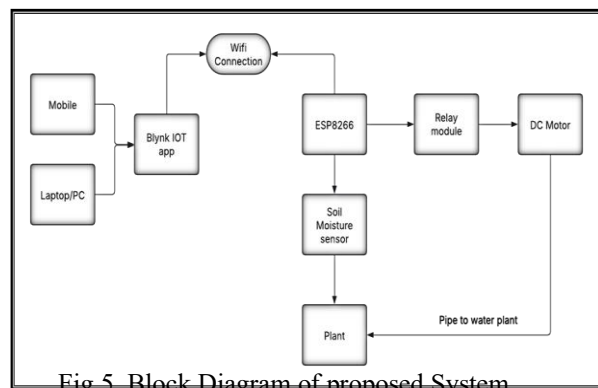 Wifi
Connection
Mobile
Blynk IOT
app
Laptop/PC
ESP8266
Relay
module
DC Motor
Soil
Moisture
sensor
Plant
Pipe to water plant
Fig 5. Block Diagram of proposed System